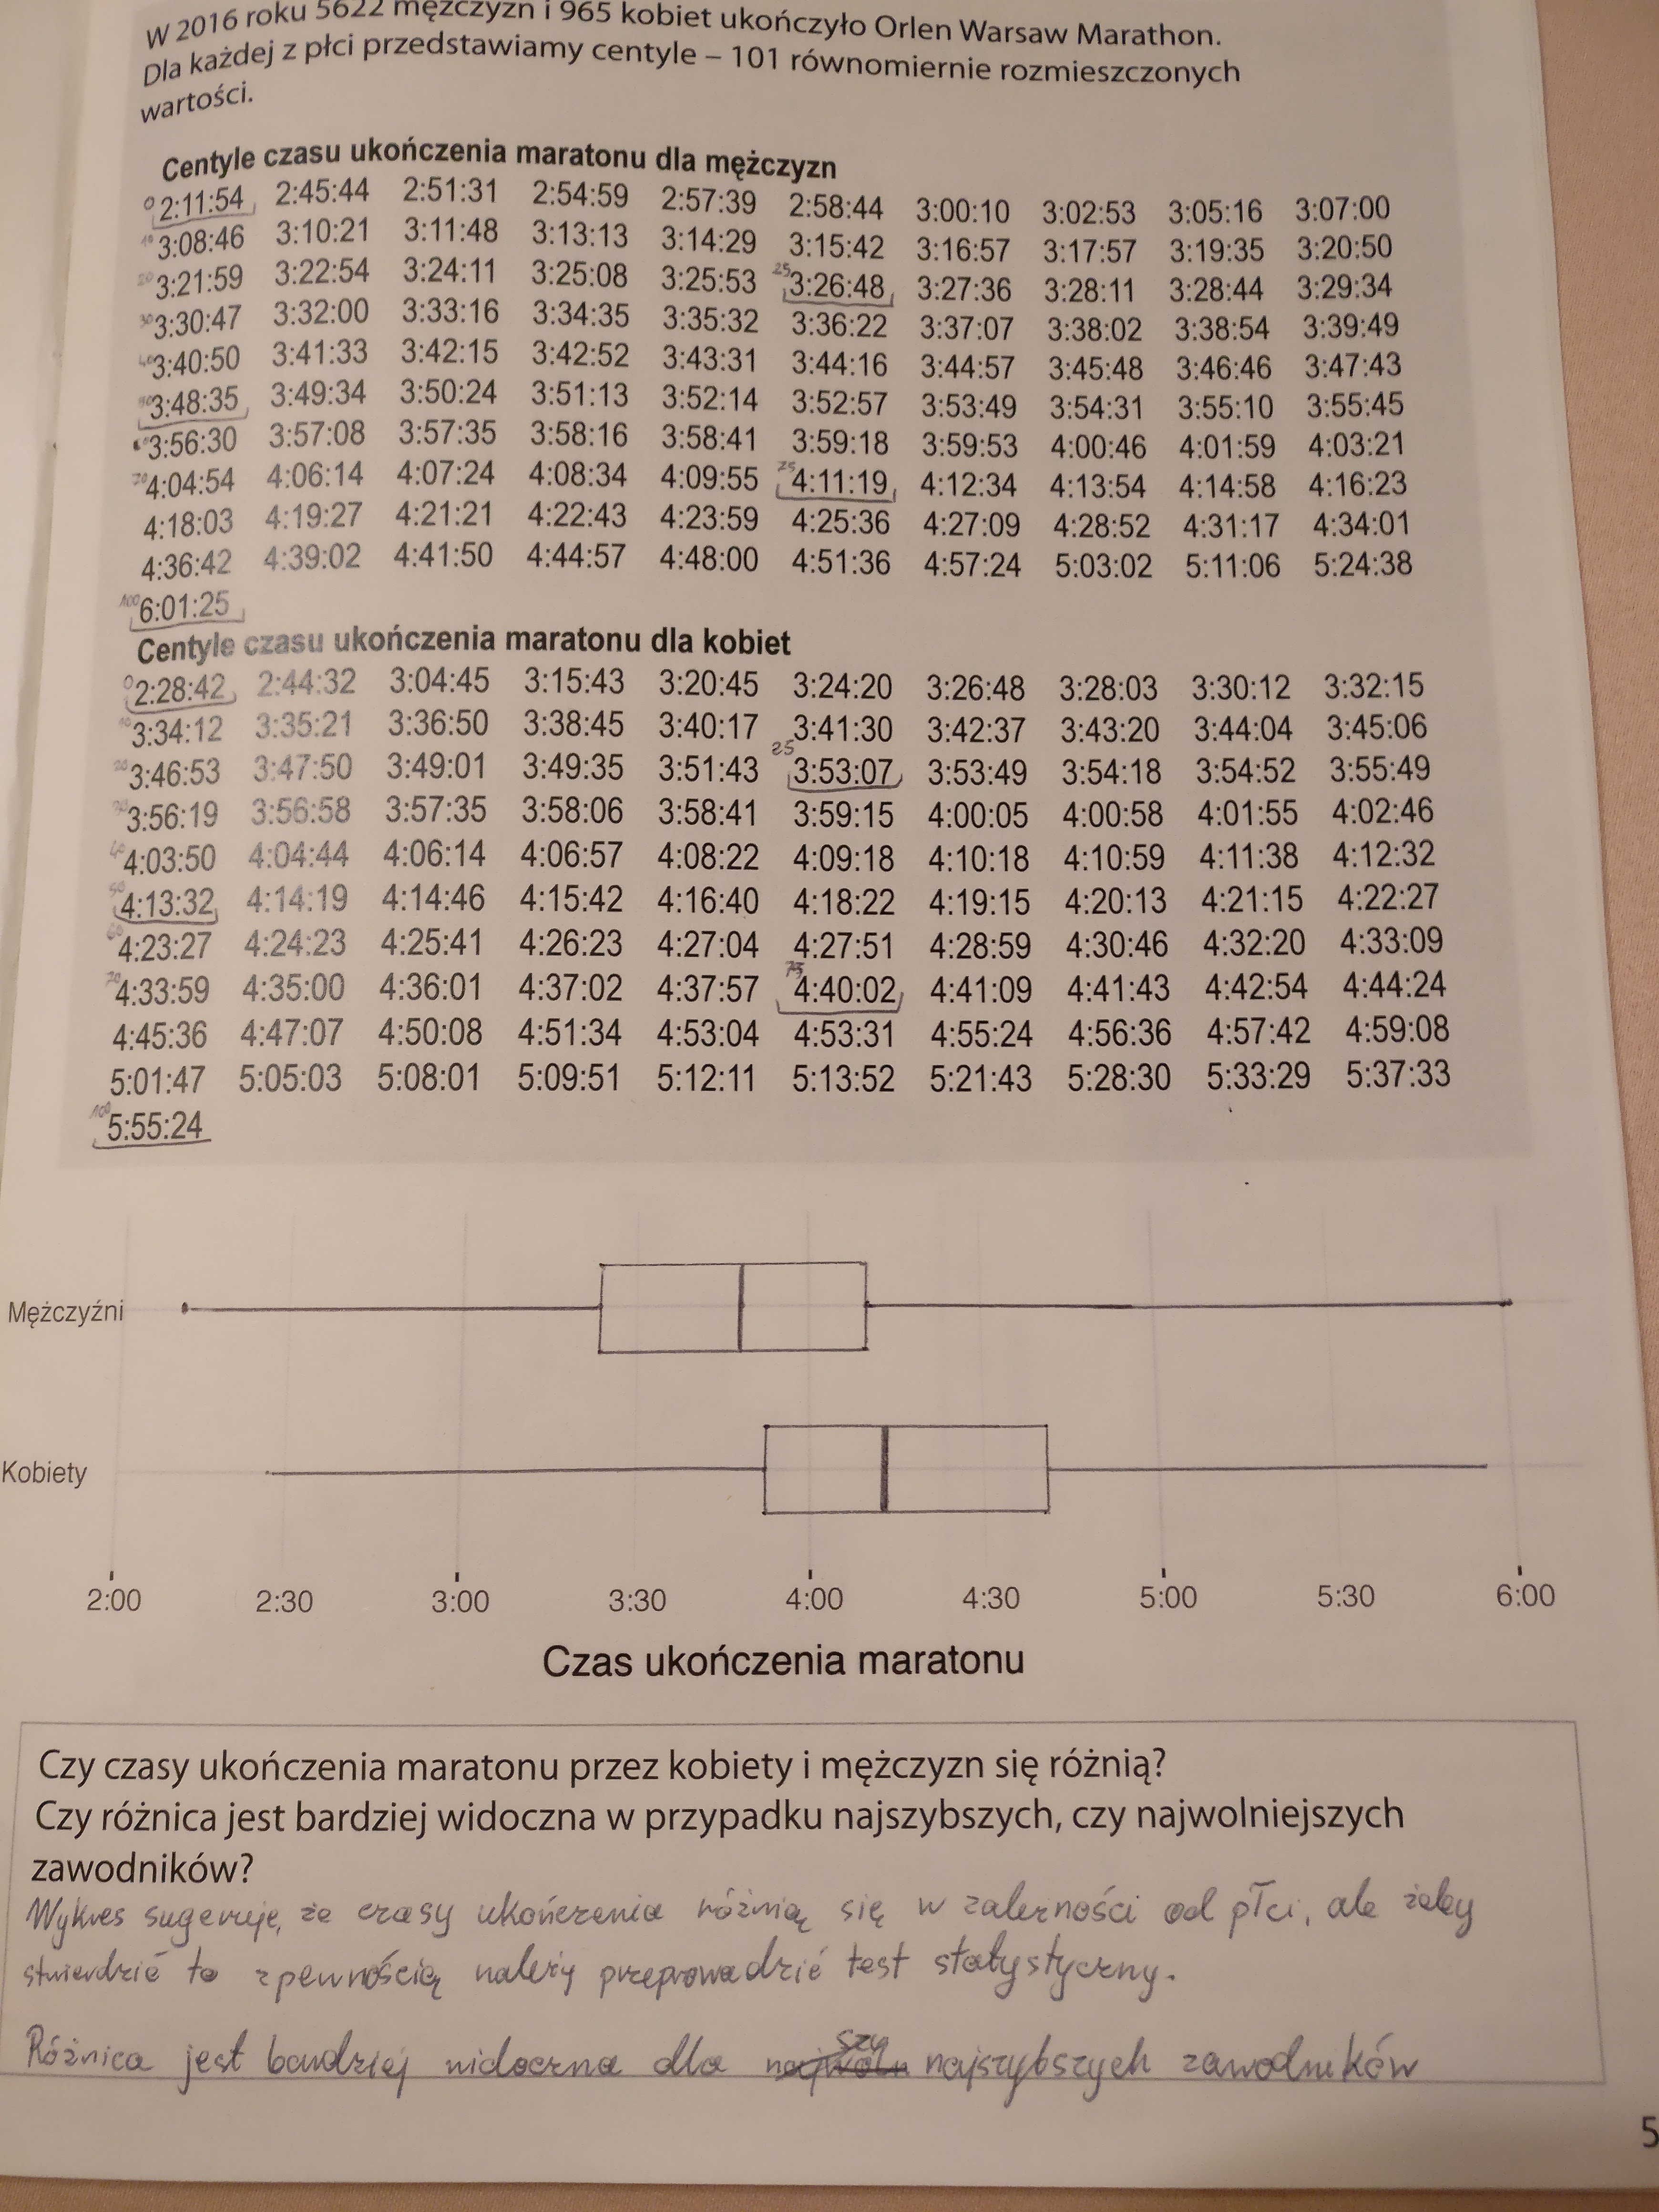 W 2016 roku 5622 mężczyzn i 965 kobiet ukończyło Orlen Warsaw Marathon.
Dla każdej z płci przedstawiamy centyle – 101 równomiernie rozmieszczonych
wartości.
Centyle czasu ukończenia maratonu dla mężczyzn
0 2:11:54 2:45:44 2:51:31 2:54:59 2:57:39 2:58:44 3:00:10 3:02:53 3:05:16 3:07:00
10 3:08:46 3:10:21 3:11:48 3:13:13 3:14:29 3:15:42 3:16:57 3:17:57 3:19:35 3:20:50
20 3:21:59 3:22:54 3:24:11 3:25:08 3:25:53 25 3:26:48 3:27:36 3:28:11 3:28:44 3:29:34
30 3:30:47 3:32:00 3:33:16 3:34:35 3:35:32 3:36:22 3:37:07 3:38:02 3:38:54 3:39:49
40 3:40:50 3:41:33 3:42:15 3:42:52 3:43:31 3:44:16 3:44:57 3:45:48 3:46:46 3:47:43
50 3:48:35 3:49:34 3:50:24 3:51:13 3:52:14 3:52:57 3:53:49 3:54:31 3:55:10 3:55:45
60 3:56:30 3:57:08 3:57:35 3:58:16 3:58:41 3:59:18 3:59:53 4:00:46 4:01:59 4:03:21
70 4:04:54 4:06:14 4:07:24 4:08:34 4:09:55 75 4:11:19 4:12:34 4:13:54 4:14:58 4:16:23
4:18:03 4:19:27 4:21:21 4:22:43 4:23:59 4:25:36 4:27:09 4:28:52 4:31:17 4:34:01
4:36:42 4:39:02 4:41:50 4:44:57 4:48:00 4:51:36 4:57:24 5:03:02 5:11:06 5:24:38
100 6:01:25
Centyle czasu ukończenia maratonu dla kobiet
0 2:28:42 2:44:32 3:04:45 3:15:43 3:20:45 3:24:20 3:26:48 3:28:03 3:30:12 3:32:15
10 3:34:12 3:35:21 3:36:50 3:38:45 3:40:17 3:41:30 3:42:37 3:43:20 3:44:04 3:45:06
20 3:46:53 3:47:50 3:49:01 3:49:35 3:51:43 25 3:53:07 3:53:49 3:54:18 3:54:52 3:55:49
30 3:56:19 3:56:58 3:57:35 3:58:06 3:58:41 3:59:15 4:00:05 4:00:58 4:01:55 4:02:46
40 4:03:50 4:04:44 4:06:14 4:06:57 4:08:22 4:09:18 4:10:18 4:10:59 4:11:38 4:12:32
50 4:13:32 4:14:19 4:14:46 4:15:42 4:16:40 4:18:22 4:19:15 4:20:13 4:21:15 4:22:27
60 4:23:27 4:24:23 4:25:41 4:26:23 4:27:04 4:27:51 4:28:59 4:30:46 4:32:20 4:33:09
70 4:33:59 4:35:00 4:36:01 4:37:02 4:37:57 75 4:40:02 4:41:09 4:41:43 4:42:54 4:44:24
4:45:36 4:47:07 4:50:08 4:51:34 4:53:04 4:53:31 4:55:24 4:56:36 4:57:42 4:59:08
5:01:47 5:05:03 5:08:01 5:09:51 5:12:11 5:13:52 5:21:43 5:28:30 5:33:29 5:37:33
100 5:55:24
Mężczyźni
Kobiety
2:00 2:30 3:00 3:30 4:00 4:30 5:00 5:30 6:00
Czas ukończenia maratonu
Czy czasy ukończenia maratonu przez kobiety i mężczyzn się różnią?
Czy różnica jest bardziej widoczna w przypadku najszybszych, czy najwolniejszych
zawodników?
Wykres sugeruje, że czasy ukończenia różnią się w zależności od płci, ale żeby
stwierdzić to z pewnością należy przeprowadzić test statystyczny.
Różnica jest bardziej widoczna dla najszybszych zawodników
5